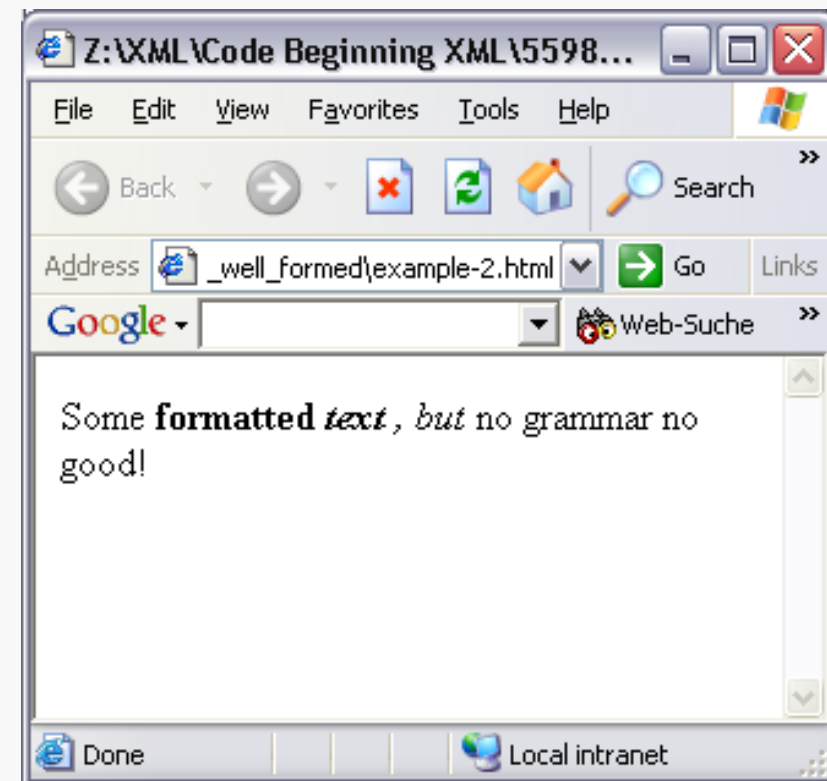 Z:\XML\Code Beginning XML\5598...
File Edit View Favorites Tools Help
Back Search »
Address _well_formed\example-2.html Go Links
Google Web-Suche »
Some formatted text , but no grammar no
good!
Done Local intranet